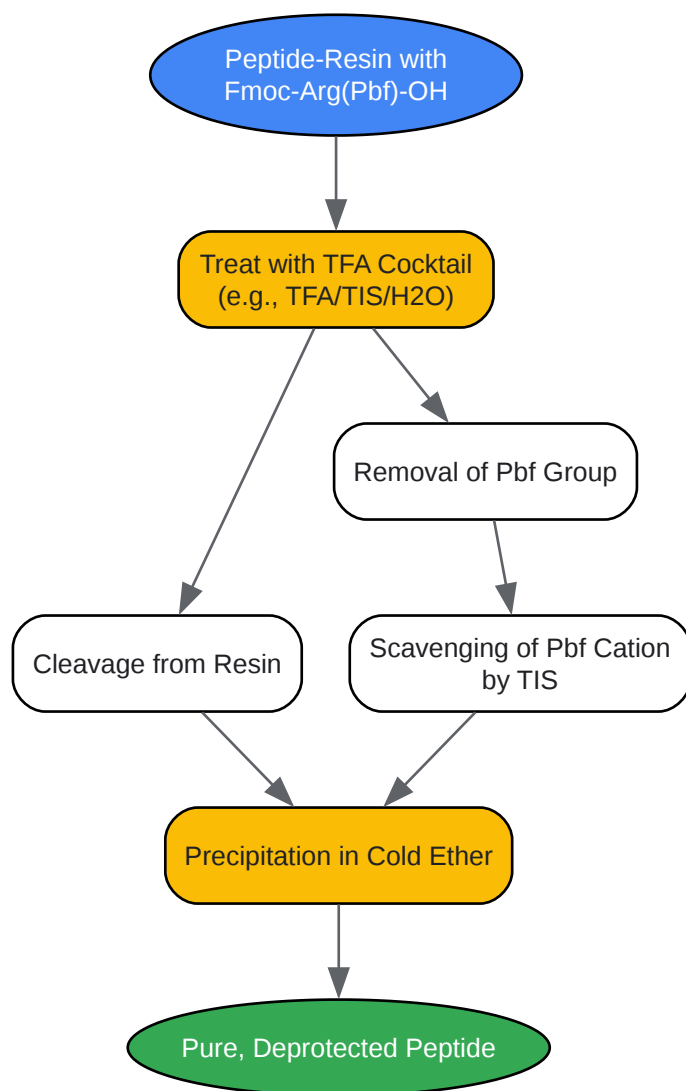 Peptide-Resin with
Fmoc-Arg(Pbf)-OH
Treat with TFA Cocktail
(e.g., TFA/TIS/H2O)
Removal of Pbf Group
Cleavage from Resin
Scavenging of Pbf Cation
by TIS
Precipitation in Cold Ether
Pure, Deprotected Peptide